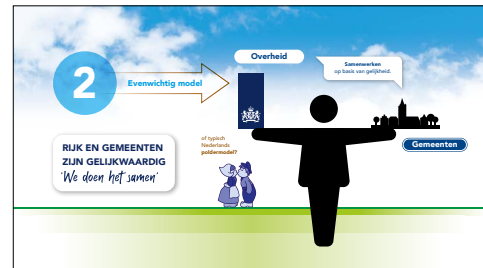 2
Evenwichtig model
Overheid
Samenwerken
op basis van gelijkheid.
Gemeenten
of typisch
Nederlands
poldermodel?
RIJK EN GEMEENTEN
ZIJN GELIJKWAARDIG
'We doen het samen'